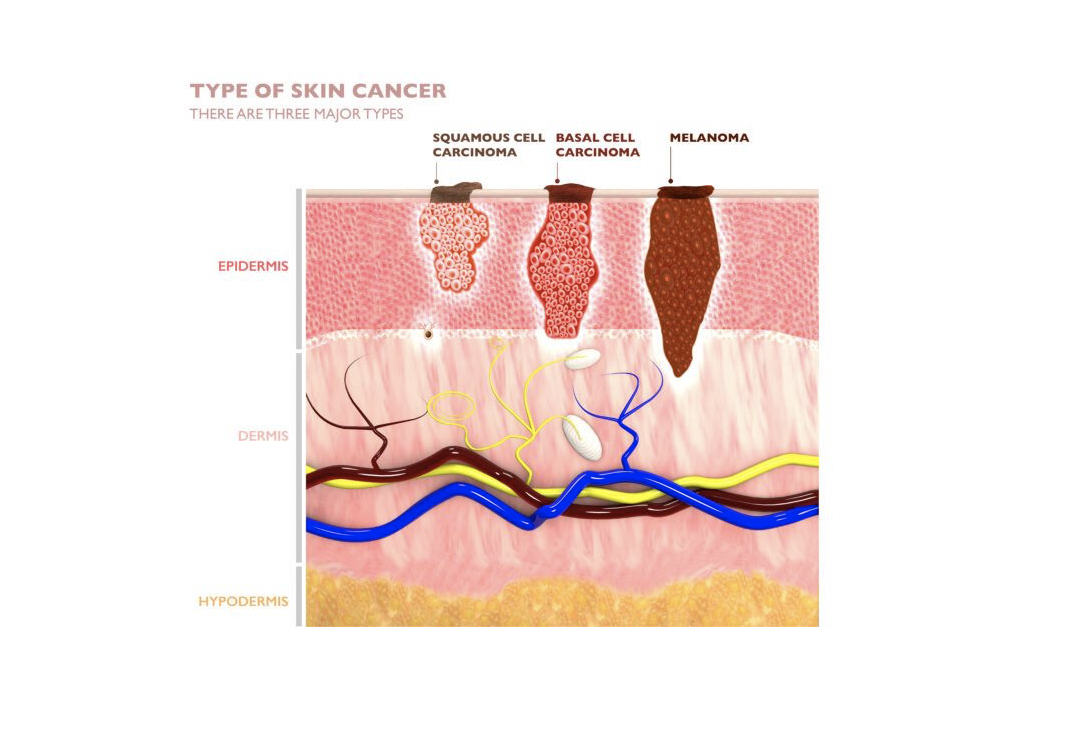 TYPE OF SKIN CANCER
THERE ARE THREE MAJOR TYPES
SQUAMOUS CELL
CARCINOMA
BASAL CELL
CARCINOMA
MELANOMA
EPIDERMIS
DERMIS
HYPODERMIS